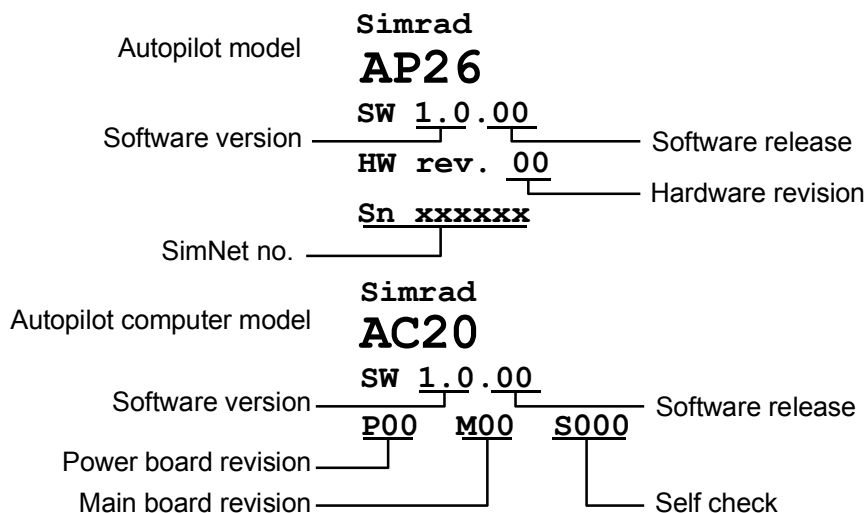 Simrad
Autopilot model AP26
SW 1.0.00
Software version Software release
HW rev. 00
Hardware revision
Sn xxxxxx
SimNet no.
Simrad
Autopilot computer model AC20
SW 1.0.00
Software version Software release
P00 M00 S000
Power board revision
Main board revision Self check